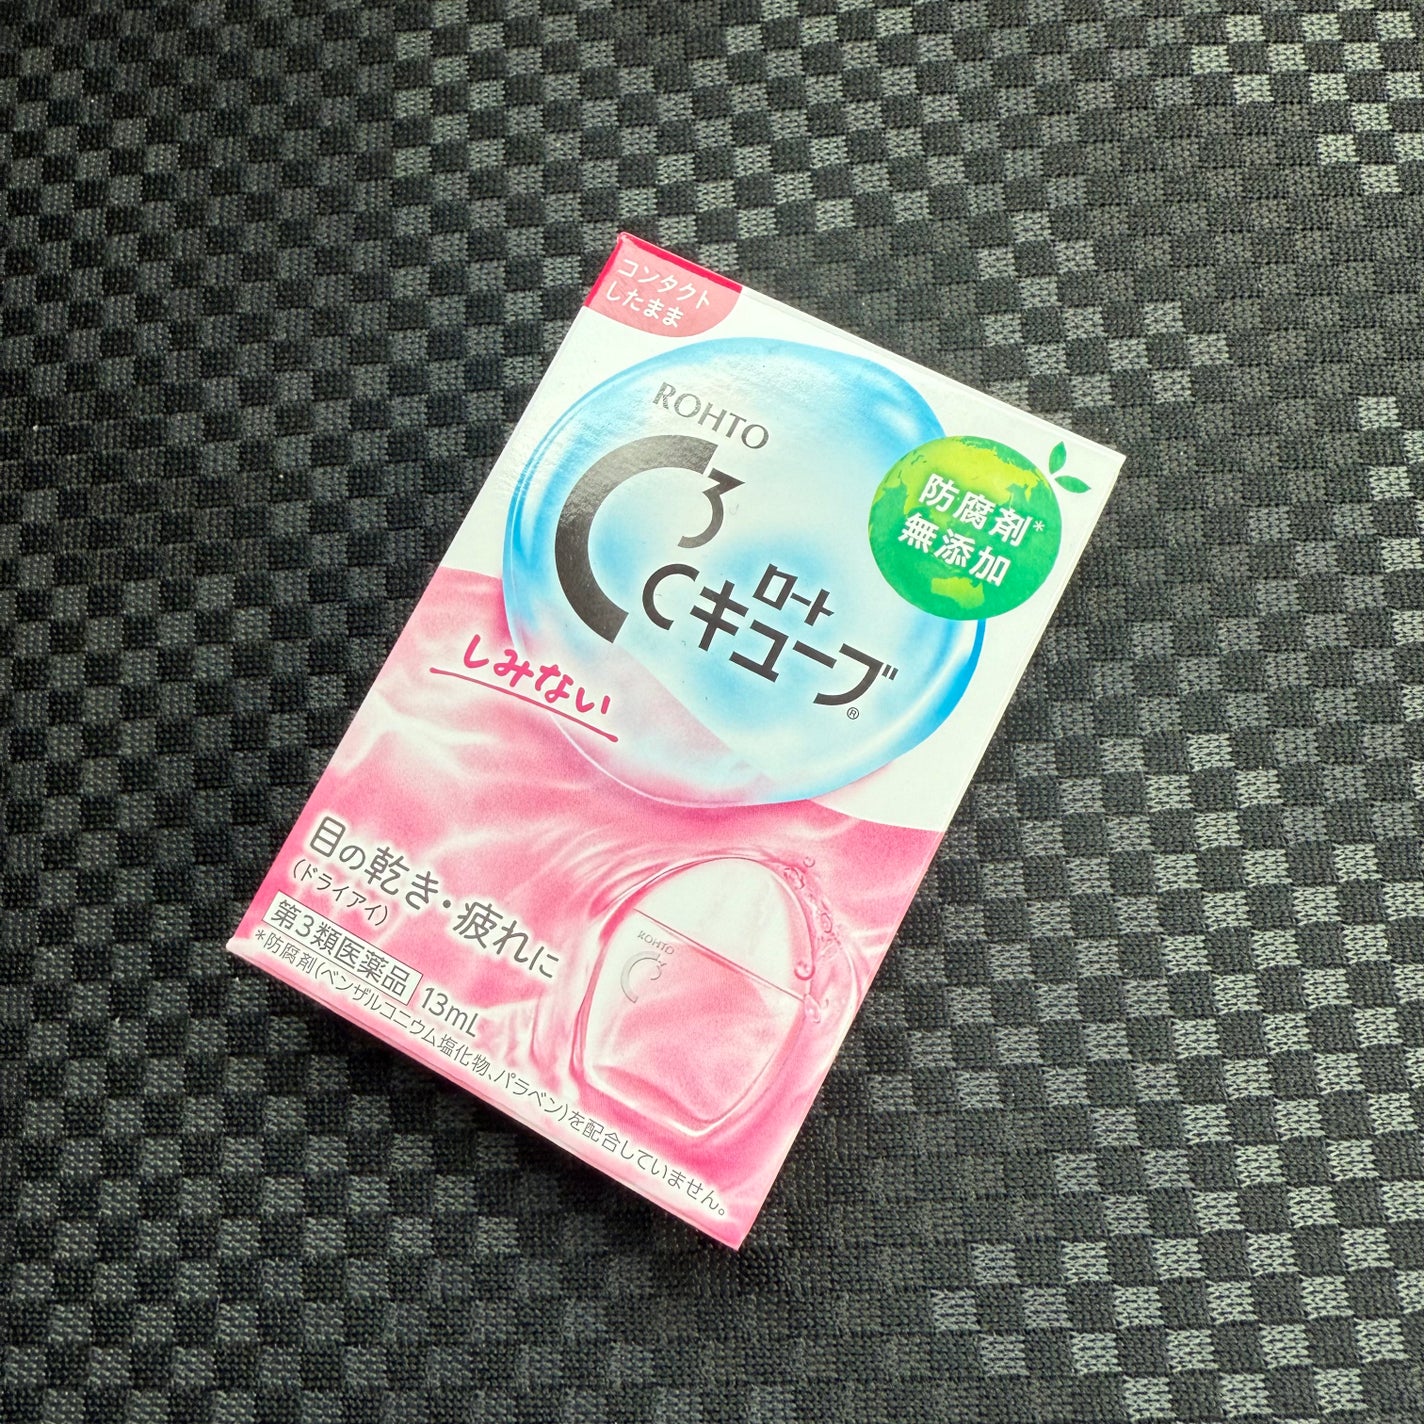 コンタクト
したまま
ROHTO
C3
防腐剤*
無添加
ロート
Cキューブ®
しみない
目の乾き・疲れに
(ドライアイ)
第3類医薬品 13mL
*防腐剤(ベンザルコニウム塩化物、パラベン)を配合していません。
ROHTO
C3